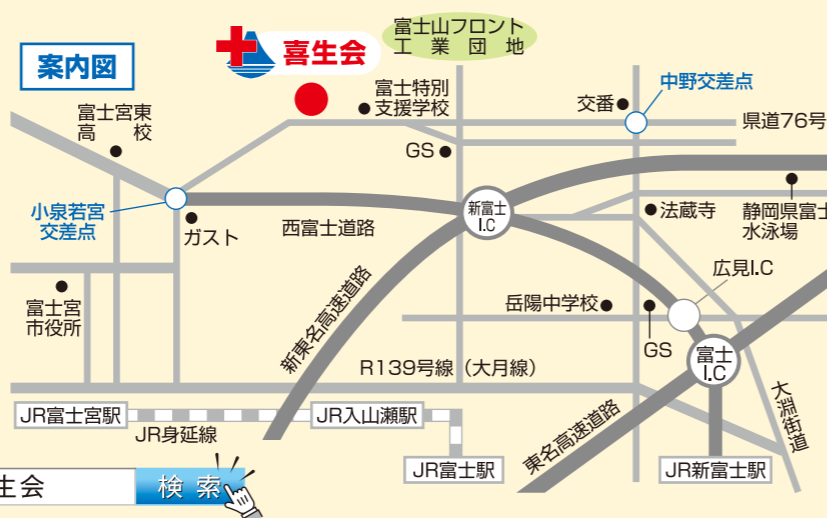 案内図
喜生会
富士山フロント
工業団地
富士宮東
高校
富士特別
支援学校
交番
中野交差点
県道76号
GS
小泉若宮
交差点
ガスト
西富士道路
新富士
I.C
法蔵寺
静岡県富士
水泳場
広見I.C
富士宮
市役所
新東名高速道路
岳陽中学校
GS
富士
I.C
R139号線(大月線)
大淵街道
JR富士宮駅
JR身延線
JR入山瀬駅
東名高速道路
JR富士駅
JR新富士駅
生会
検索